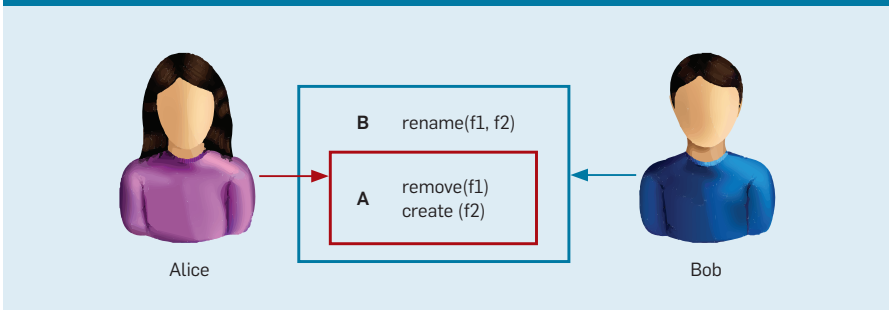 B rename(f1, f2)
A remove(f1)
create (f2)
Alice
Bob